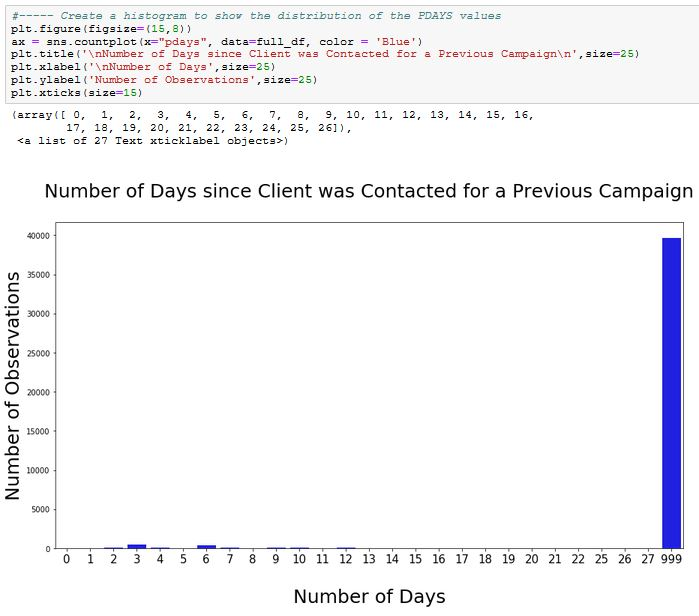 #----- Create a histogram to show the distribution of the PDAYS values
plt.figure(figsize=(15,8))
ax = sns.countplot(x="pdays", data=full_df, color = 'Blue')
plt.title('\nNumber of Days since Client was Contacted for a Previous Campaign\n',size=25)
plt.xlabel('\nNumber of Days',size=25)
plt.ylabel('Number of Observations',size=25)
plt.xticks(size=15)
(array([ 0, 1, 2, 3, 4, 5, 6, 7, 8, 9, 10, 11, 12, 13, 14, 15, 16,
17, 18, 19, 20, 21, 22, 23, 24, 25, 26]),
<a list of 27 Text xticklabel objects>)
Number of Days since Client was Contacted for a Previous Campaign
Number of Observations
40000
35000
30000
25000
20000
15000
10000
5000
0
0 1 2 3 4 5 6 7 8 9 10 11 12 13 14 15 16 17 18 19 20 21 22 25 26 27 999
Number of Days